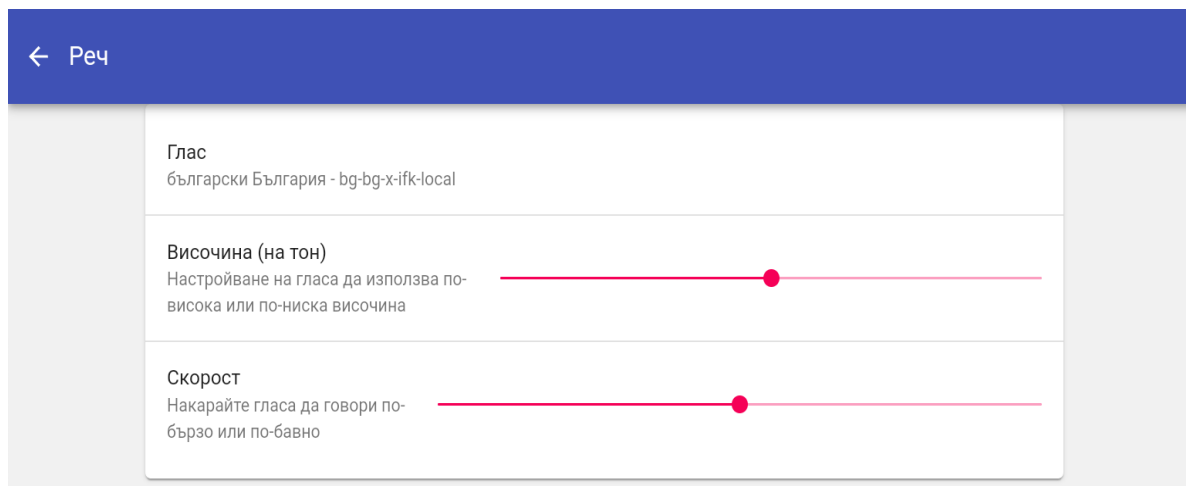 Реч
Глас
български България - bg-bg-x-ifk-local
Височина (на тон)
Настройване на гласа да използва по-
висока или по-ниска височина
Скорост
Накарайте гласа да говори по-
бързо или по-бавно